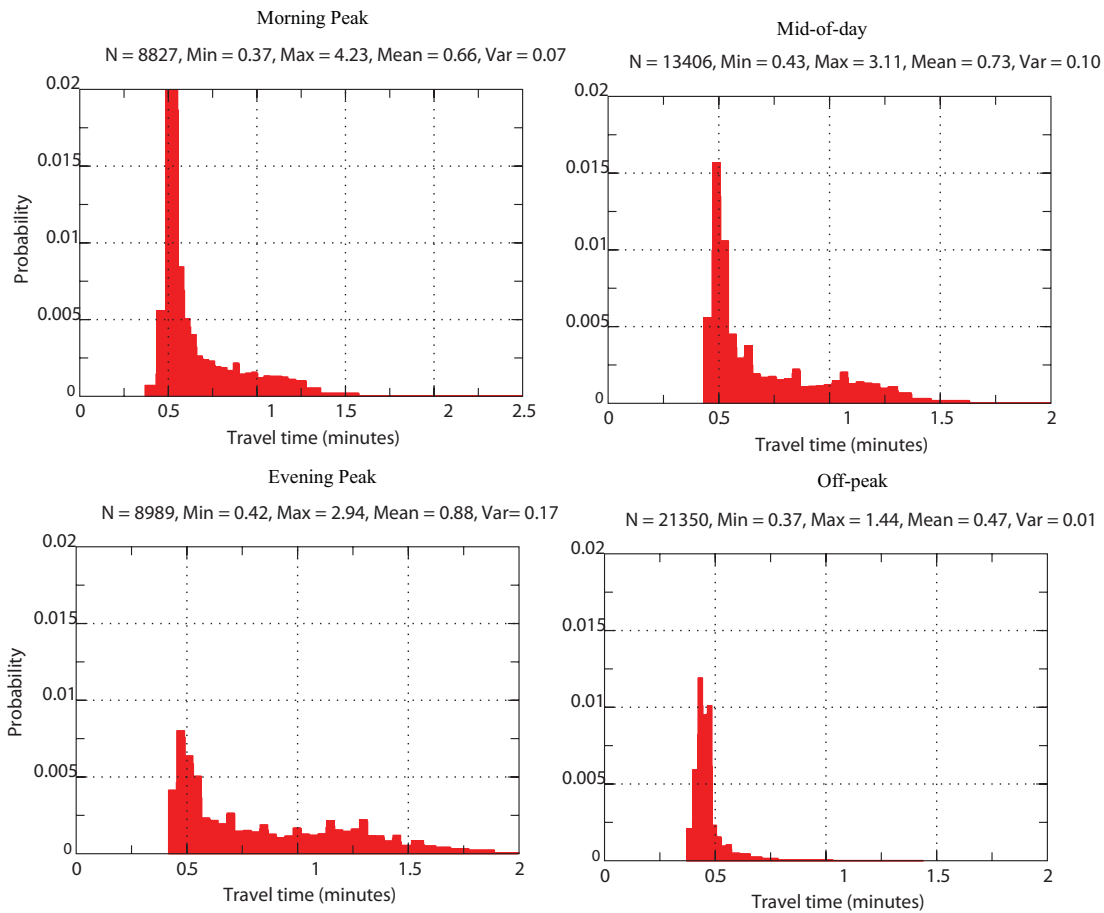 Morning Peak
N = 8827, Min = 0.37, Max = 4.23, Mean = 0.66, Var = 0.07
0.02
0.015
0.01
0.005
0
Probability
0
0.5
1
1.5
2
2.5
Travel time (minutes)
Mid-of-day
N = 13406, Min = 0.43, Max = 3.11, Mean = 0.73, Var = 0.10
0.02
0.015
0.01
0.005
0
0
0.5
1
1.5
2
Travel time (minutes)
Evening Peak
N = 8989, Min = 0.42, Max = 2.94, Mean = 0.88, Var= 0.17
0.02
0.015
0.01
0.005
0
Probability
0
0.5
1
1.5
2
Travel time (minutes)
Off-peak
N = 21350, Min = 0.37, Max = 1.44, Mean = 0.47, Var = 0.01
0.02
0.015
0.01
0.005
0
0
0.5
1
1.5
2
Travel time (minutes)